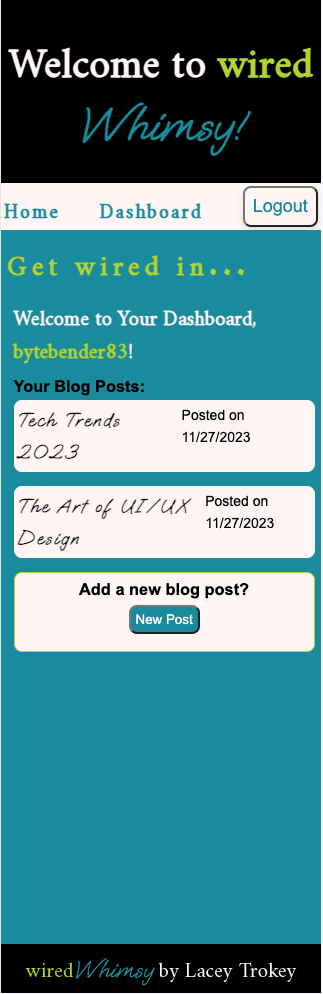 Welcome to wired
Whimsy!
Home Dashboard Logout
Get wired in...
Welcome to Your Dashboard,
bytebender83!
Your Blog Posts:
Tech Trends
2023
Posted on
11/27/2023
The Art of UI/UX
Design
Posted on
11/27/2023
Add a new blog post?
New Post
wired Whimsy by Lacey Trokey